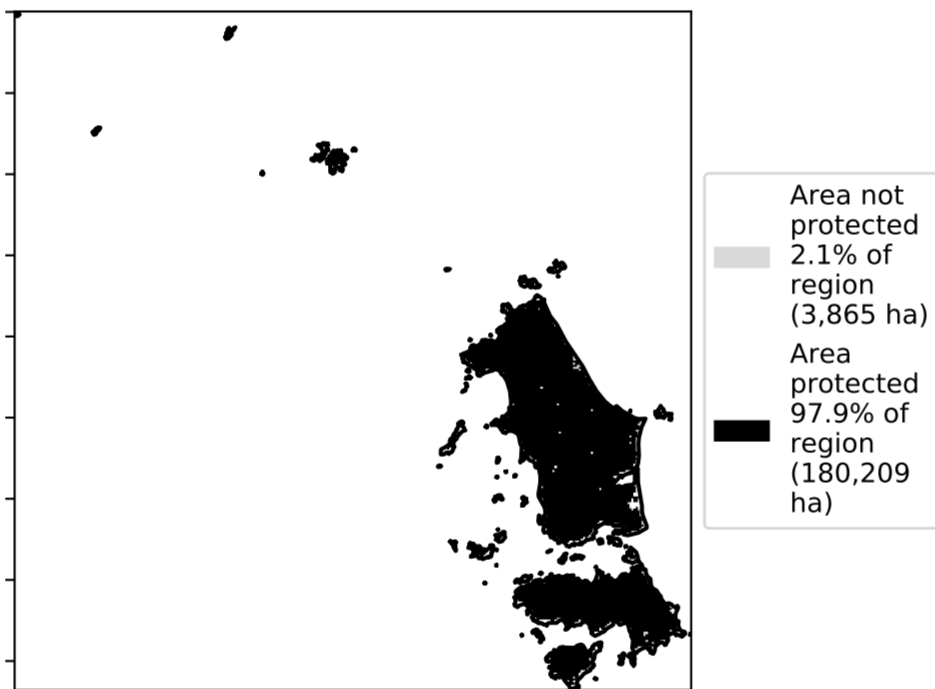 Area not
protected
2.1% of
region
(3,865 ha)
Area
protected
97.9% of
region
(180,209
ha)